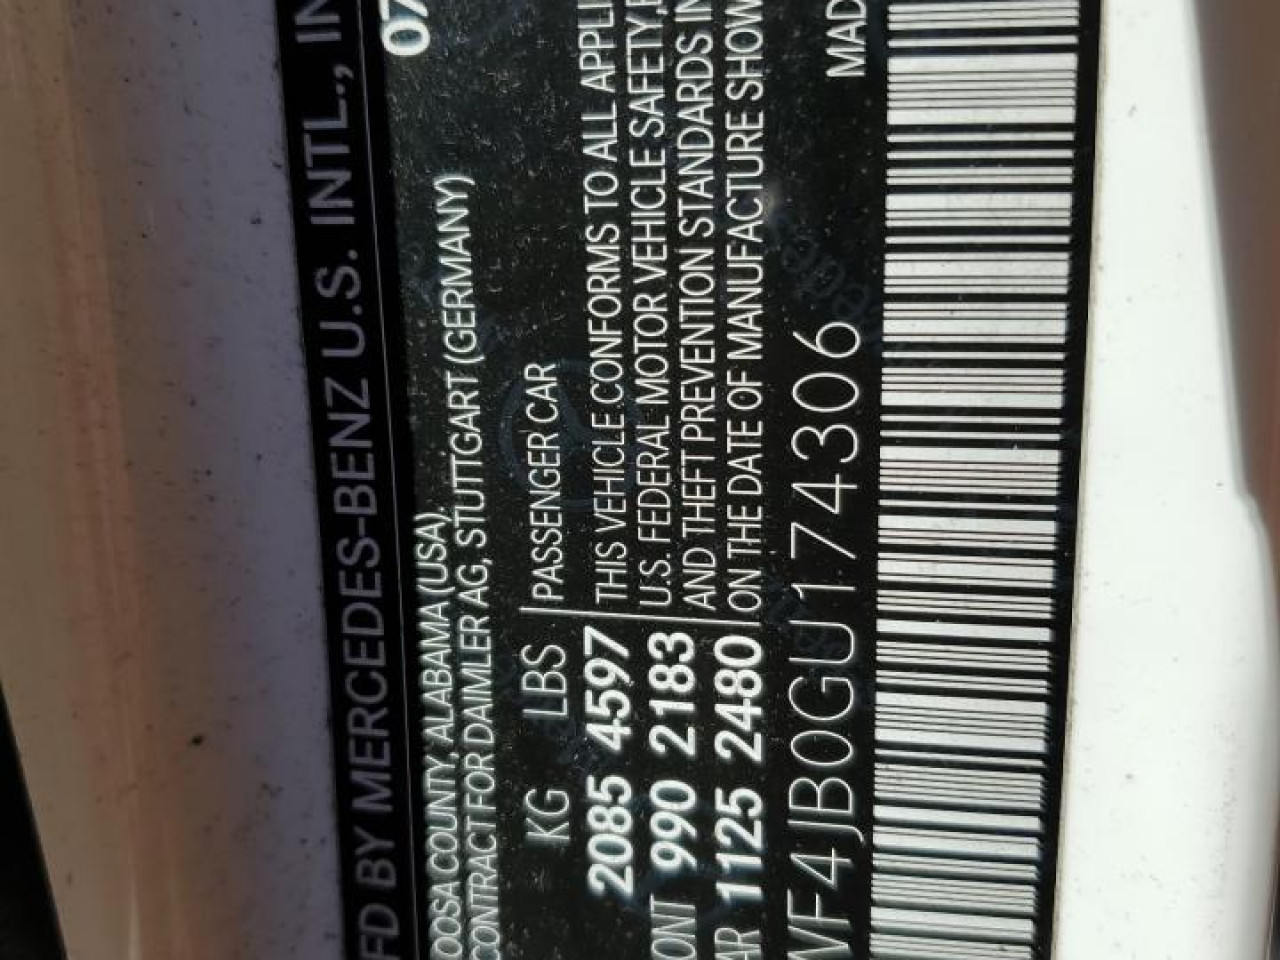 FD BY MERCEDES-BENZ U.S. INTL., IN
07
OOSA COUNTY, ALABAMA (USA),
CONTRACT FOR DAIMLER AG, STUTTGART (GERMANY)
KG LBS PASSENGER CAR
2085 4597 THIS VEHICLE CONFORMS TO ALL APPLI
ONT 990 2183 U.S. FEDERAL MOTOR VEHICLE SAFETY,
AR 1125 2480 AND THEFT PREVENTION STANDARDS IN
ON THE DATE OF MANUFACTURE SHOW
VF4JB0GU174306 MAD